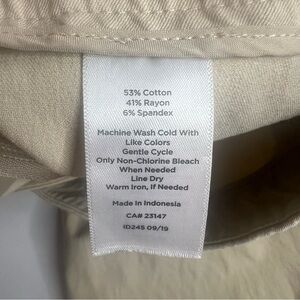 53% Cotton
41% Rayon
6% Spandex
Machine Wash Cold With
Like Colors
Gentle Cycle
Only Non-Chlorine Bleach
When Needed
Line Dry
Warm Iron, If Needed
Made In Indonesia
CA# 23147
ID245 09/19